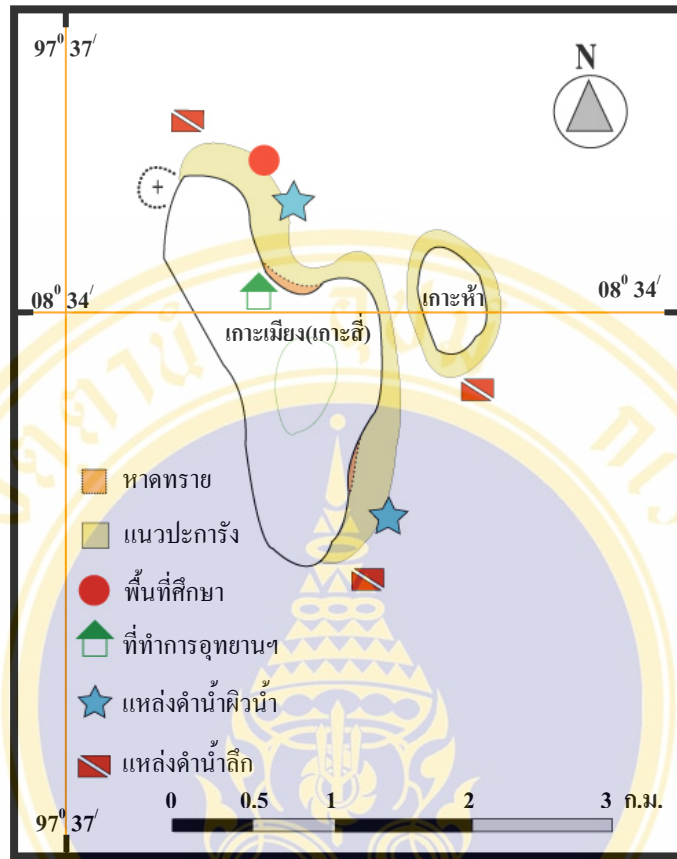 97⁰ 37′
N
08⁰ 34′
08⁰ 34′
เกาะห้า
เกาะเมียง(เกาะสี่)
หาดทราย
แนวปะการัง
พื้นที่ศึกษา
ที่ทำการอุทยานฯ
แหล่งดำน้ำผิวน้ำ
แหล่งดำน้ำลึก
0 0.5 1 2 3 ก.ม.
97⁰ 37′